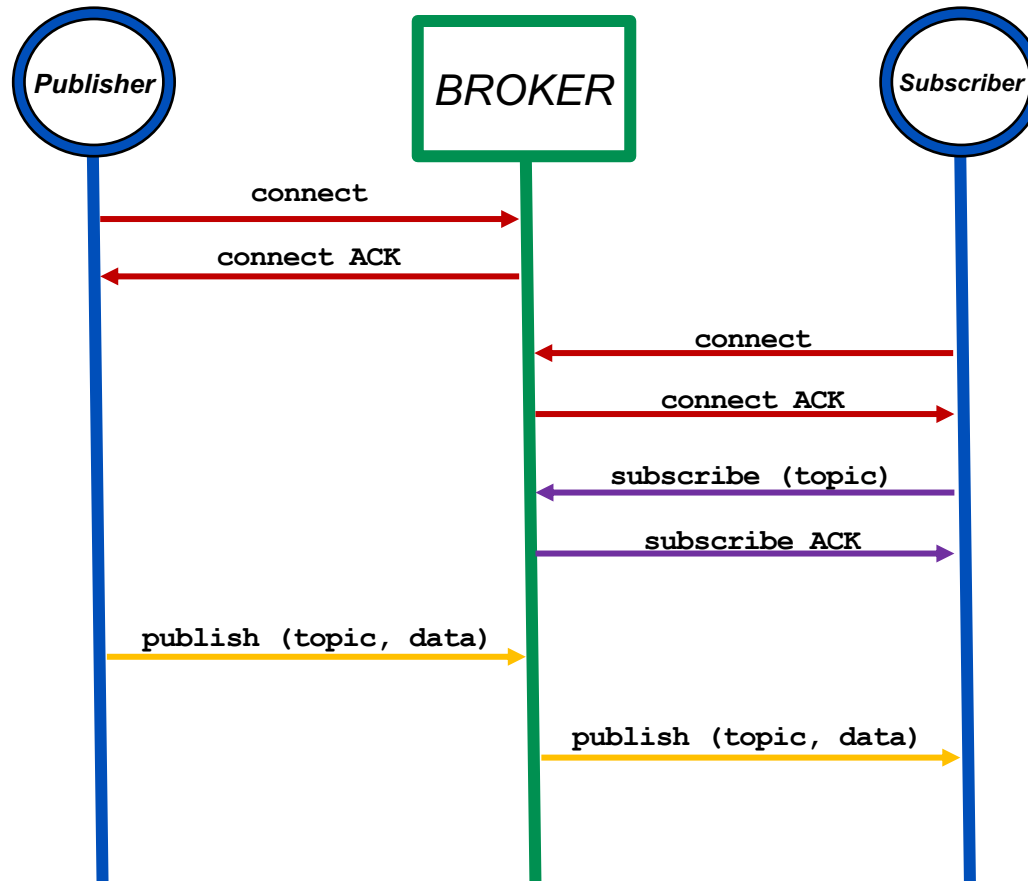 Publisher
BROKER
Subscriber
connect
connect ACK
connect
connect ACK
subscribe (topic)
subscribe ACK
publish (topic, data)
publish (topic, data)